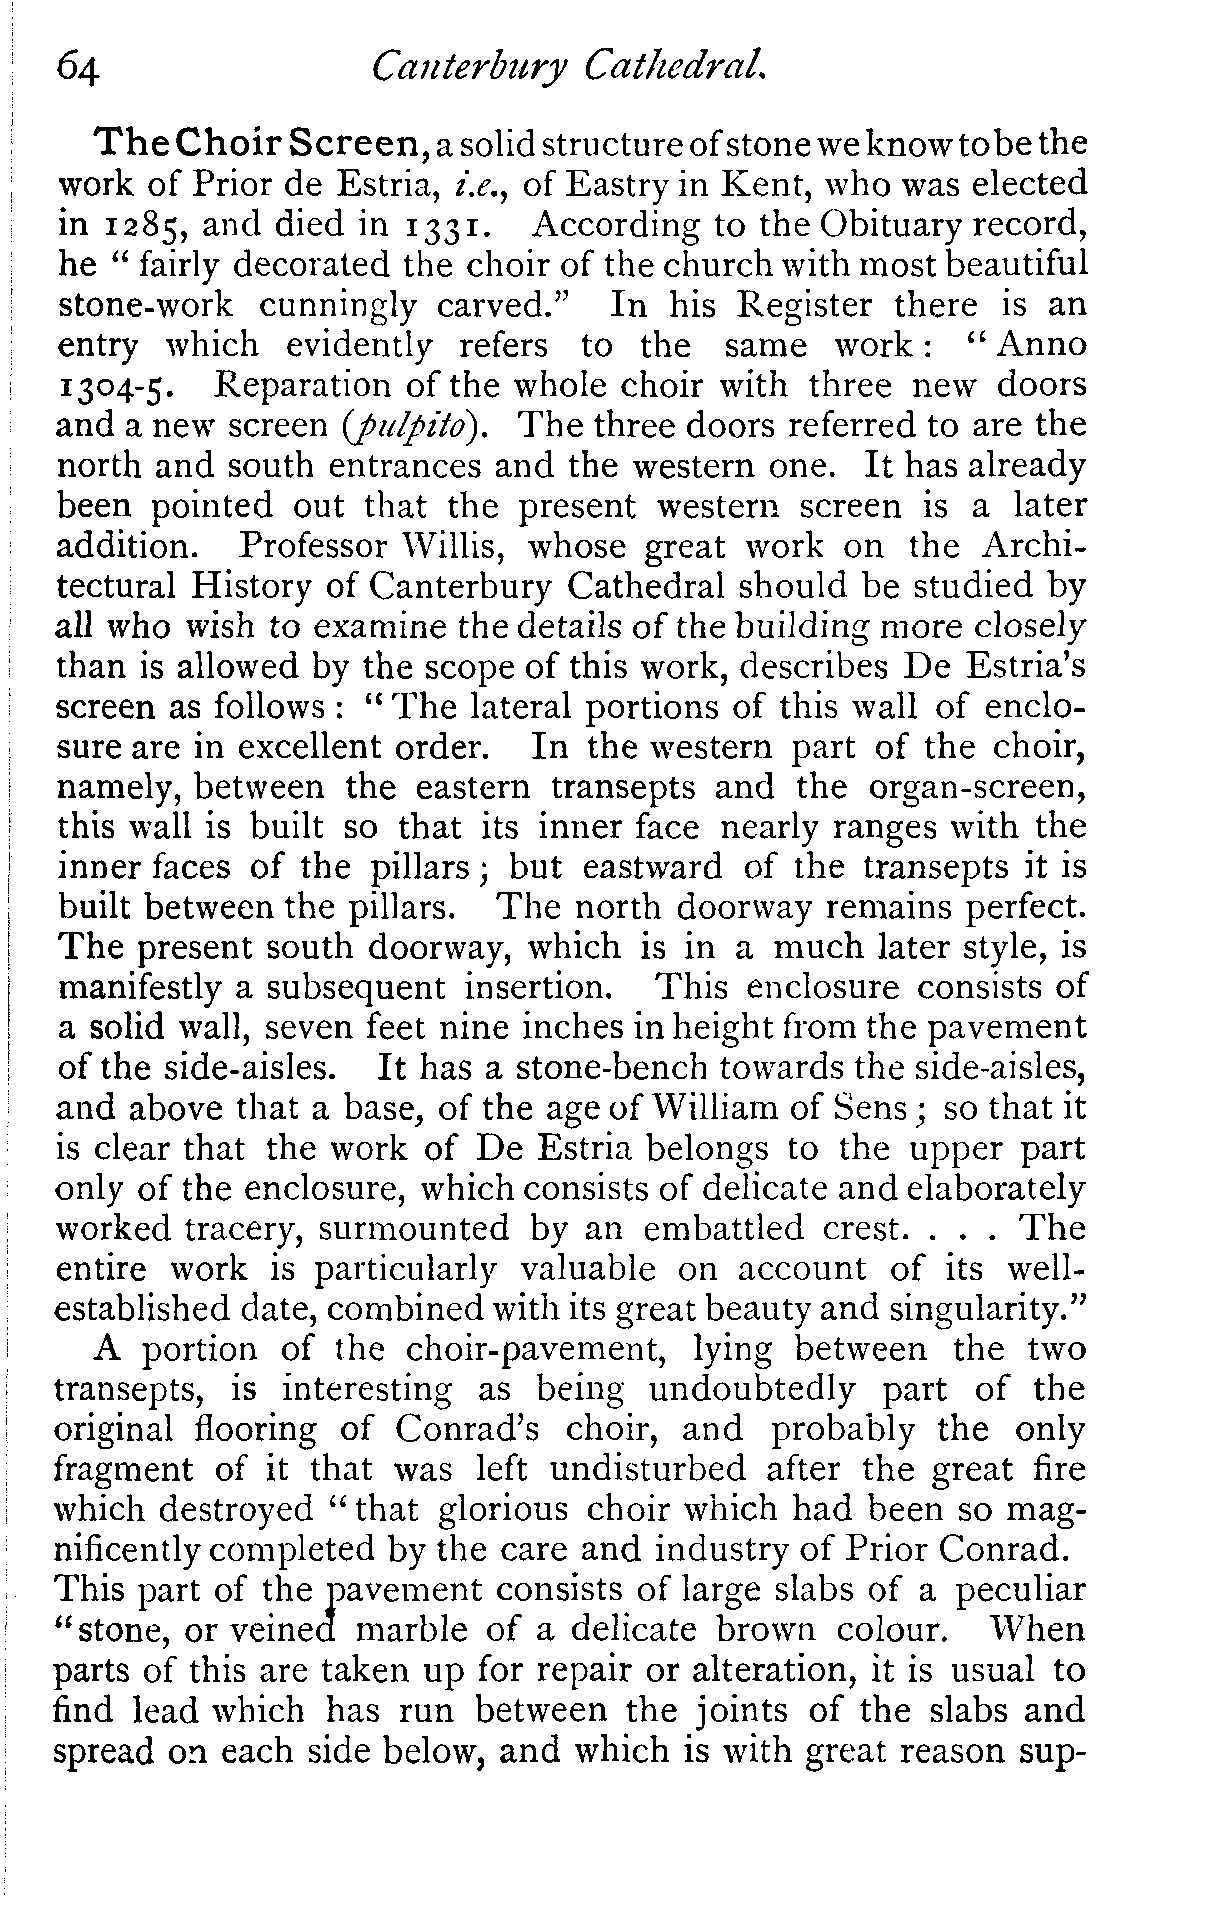 64 Canterbury Cathedral.
The Choir Screen, a solid structure of stone we know to be the
work of Prior de Estria, i.e., of Eastry in Kent, who was elected
in 1285, and died in 1331. According to the Obituary record,
he “ fairly decorated the choir of the church with most beautiful
stone-work cunningly carved.” In his Register there is an
entry which evidently refers to the same work : “ Anno
1304-5. Reparation of the whole choir with three new doors
and a new screen (pulpito). The three doors referred to are the
north and south entrances and the western one. It has already
been pointed out that the present western screen is a later
addition. Professor Willis, whose great work on the Archi-
tectural History of Canterbury Cathedral should be studied by
all who wish to examine the details of the building more closely
than is allowed by the scope of this work, describes De Estria’s
screen as follows : “ The lateral portions of this wall of enclo-
sure are in excellent order. In the western part of the choir,
namely, between the eastern transepts and the organ-screen,
this wall is built so that its inner face nearly ranges with the
inner faces of the pillars ; but eastward of the transepts it is
built between the pillars. The north doorway remains perfect.
The present south doorway, which is in a much later style, is
manifestly a subsequent insertion. This enclosure consists of
a solid wall, seven feet nine inches in height from the pavement
of the side-aisles. It has a stone-bench towards the side-aisles,
and above that a base, of the age of William of Sens ; so that it
is clear that the work of De Estria belongs to the upper part
only of the enclosure, which consists of delicate and elaborately
worked tracery, surmounted by an embattled crest. . . . The
entire work is particularly valuable on account of its well-
established date, combined with its great beauty and singularity.”
A portion of the choir-pavement, lying between the two
transepts, is interesting as being undoubtedly part of the
original flooring of Conrad’s choir, and probably the only
fragment of it that was left undisturbed after the great fire
which destroyed “ that glorious choir which had been so mag-
nificently completed by the care and industry of Prior Conrad.
This part of the pavement consists of large slabs of a peculiar
“ stone, or veined marble of a delicate brown colour. When
parts of this are taken up for repair or alteration, it is usual to
find lead which has run between the joints of the slabs and
spread on each side below, and which is with great reason sup-